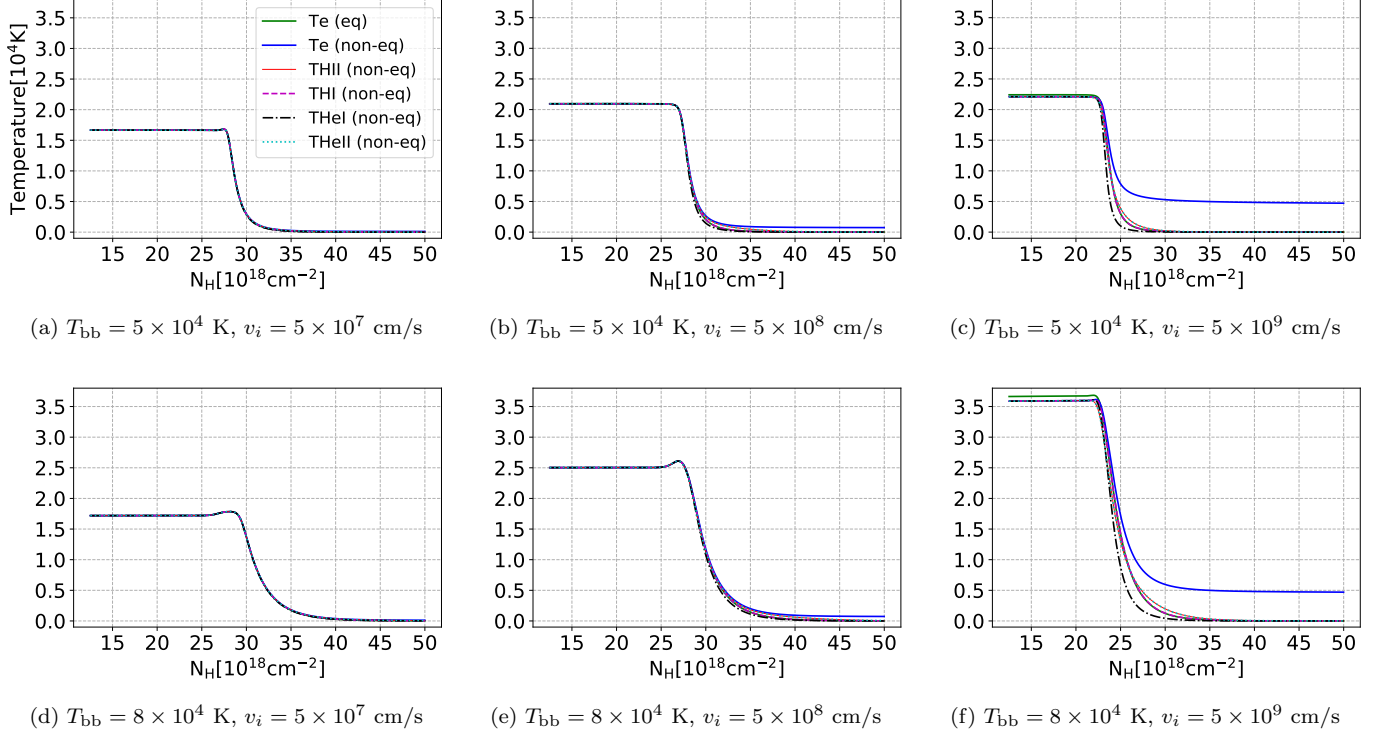 Temperature[10⁴K]
3.5
3.0
2.5
2.0
1.5
1.0
0.5
0.0
15 20 25 30 35 40 45 50
N_H[10¹⁸cm⁻²]
Te (eq)
Te (non-eq)
THII (non-eq)
THI (non-eq)
THeI (non-eq)
THeII (non-eq)
(a) T_bb = 5 × 10⁴ K, v_i = 5 × 10⁷ cm/s
3.5
3.0
2.5
2.0
1.5
1.0
0.5
0.0
15 20 25 30 35 40 45 50
N_H[10¹⁸cm⁻²]
(b) T_bb = 5 × 10⁴ K, v_i = 5 × 10⁸ cm/s
3.5
3.0
2.5
2.0
1.5
1.0
0.5
0.0
15 20 25 30 35 40 45 50
N_H[10¹⁸cm⁻²]
(c) T_bb = 5 × 10⁴ K, v_i = 5 × 10⁹ cm/s
3.5
3.0
2.5
2.0
1.5
1.0
0.5
0.0
15 20 25 30 35 40 45 50
N_H[10¹⁸cm⁻²]
(d) T_bb = 8 × 10⁴ K, v_i = 5 × 10⁷ cm/s
3.5
3.0
2.5
2.0
1.5
1.0
0.5
0.0
15 20 25 30 35 40 45 50
N_H[10¹⁸cm⁻²]
(e) T_bb = 8 × 10⁴ K, v_i = 5 × 10⁸ cm/s
3.5
3.0
2.5
2.0
1.5
1.0
0.5
0.0
15 20 25 30 35 40 45 50
N_H[10¹⁸cm⁻²]
(f) T_bb = 8 × 10⁴ K, v_i = 5 × 10⁹ cm/s